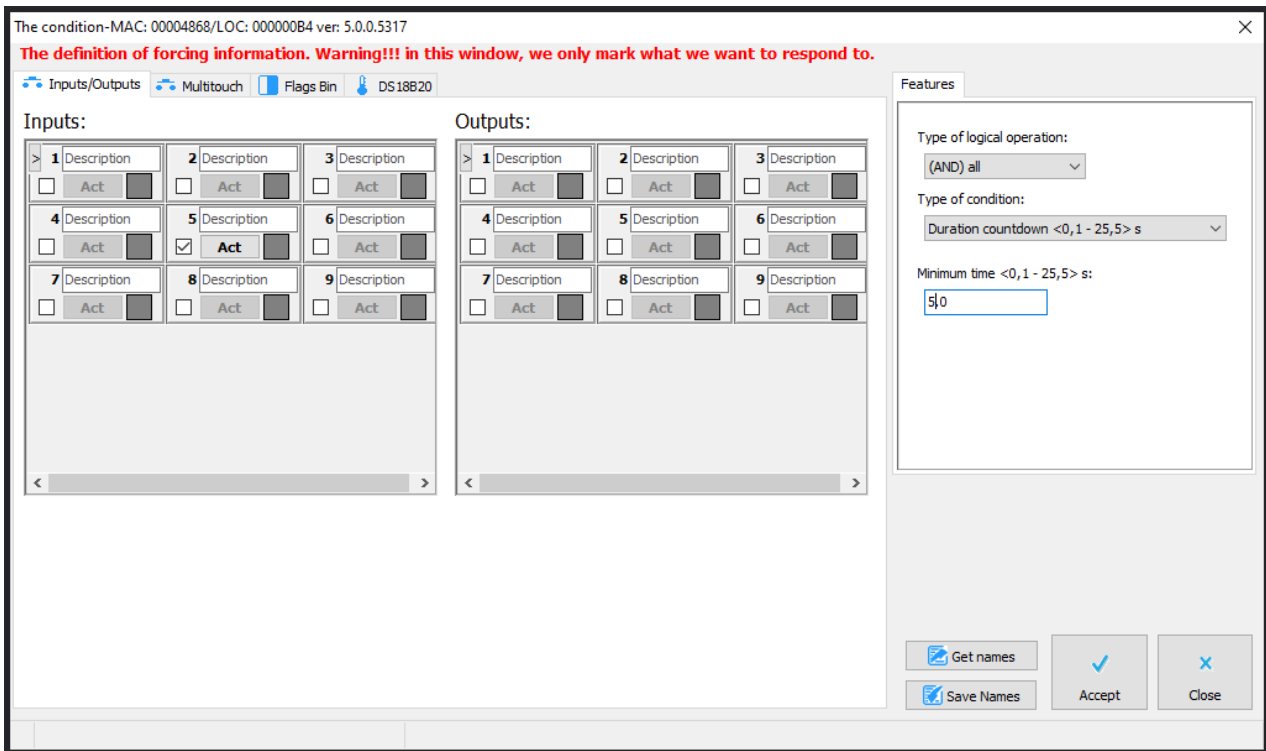 The condition-MAC: 00004868/LOC: 000000B4 ver: 5.0.0.5317
The definition of forcing information. Warning!!! in this window, we only mark what we want to respond to.
Inputs/Outputs Multitouch Flags Bin DS18B20
Inputs:
> 1 Description 2 Description 3 Description
Act Act Act
4 Description 5 Description 6 Description
Act Act Act
7 Description 8 Description 9 Description
Act Act Act
Outputs:
> 1 Description 2 Description 3 Description
Act Act Act
4 Description 5 Description 6 Description
Act Act Act
7 Description 8 Description 9 Description
Act Act Act
Features
Type of logical operation:
(AND) all
Type of condition:
Duration countdown <0,1 - 25,5> s
Minimum time <0,1 - 25,5> s:
5,0
Get names
Save Names
Accept
Close